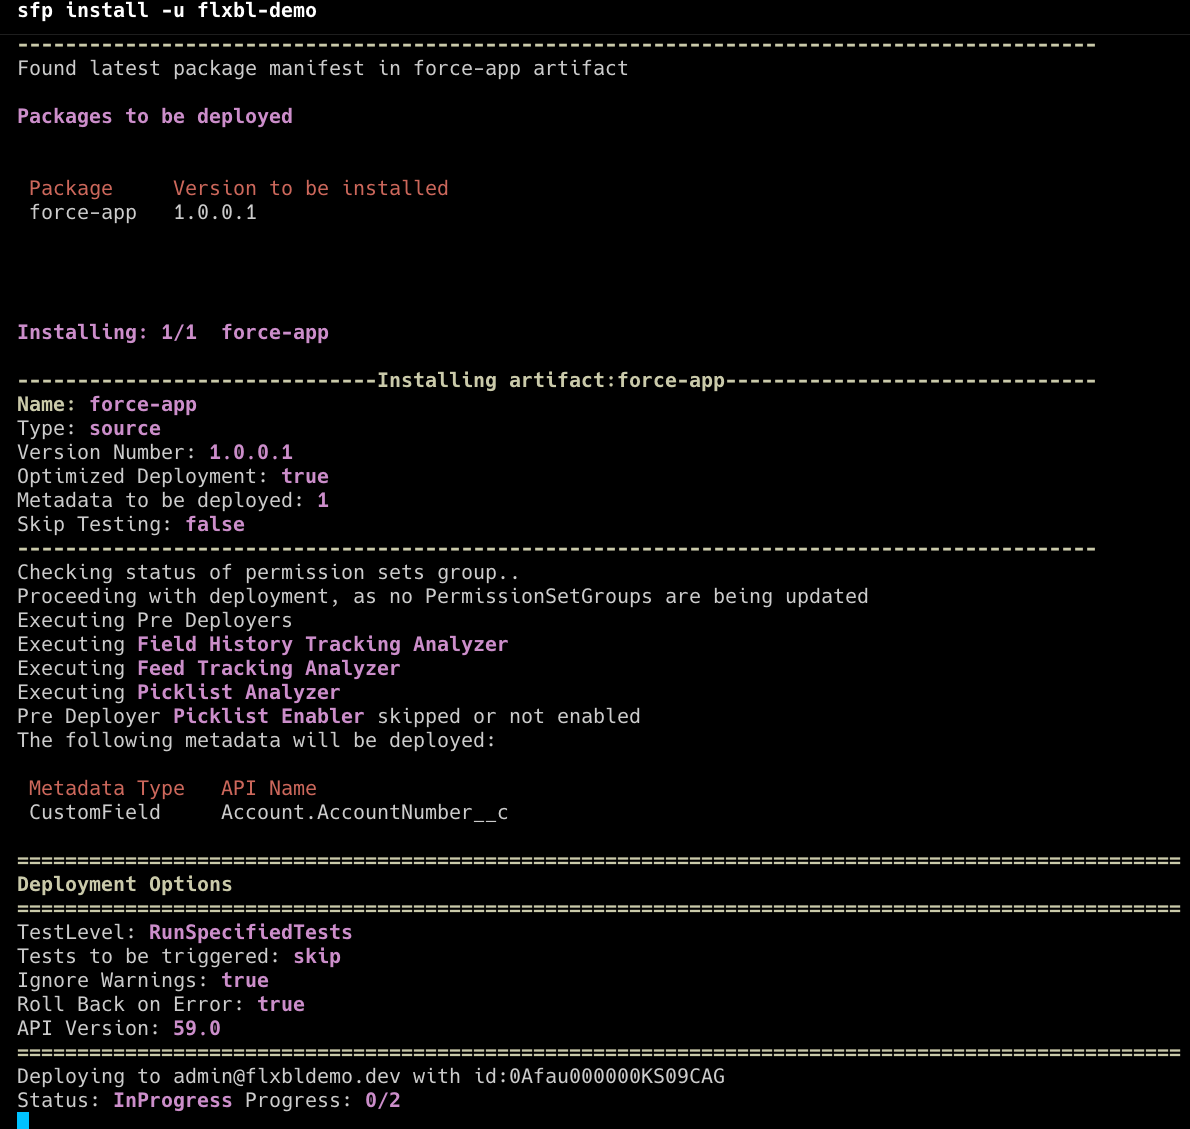 sfp install -u flxbl-demo
------------------------------------------------------------------------------------------
Found latest package manifest in force-app artifact
Packages to be deployed
Package     Version to be installed
force-app   1.0.0.1
Installing: 1/1  force-app
------------------------------Installing artifact:force-app-------------------------------
Name: force-app
Type: source
Version Number: 1.0.0.1
Optimized Deployment: true
Metadata to be deployed: 1
Skip Testing: false
------------------------------------------------------------------------------------------
Checking status of permission sets group..
Proceeding with deployment, as no PermissionSetGroups are being updated
Executing Pre Deployers
Executing Field History Tracking Analyzer
Executing Feed Tracking Analyzer
Executing Picklist Analyzer
Pre Deployer Picklist Enabler skipped or not enabled
The following metadata will be deployed:
Metadata Type   API Name
CustomField     Account.AccountNumber__c
=================================================================================================
Deployment Options
=================================================================================================
TestLevel: RunSpecifiedTests
Tests to be triggered: skip
Ignore Warnings: true
Roll Back on Error: true
API Version: 59.0
=================================================================================================
Deploying to admin@flxbldemo.dev with id:0Afau000000KS09CAG
Status: InProgress Progress: 0/2